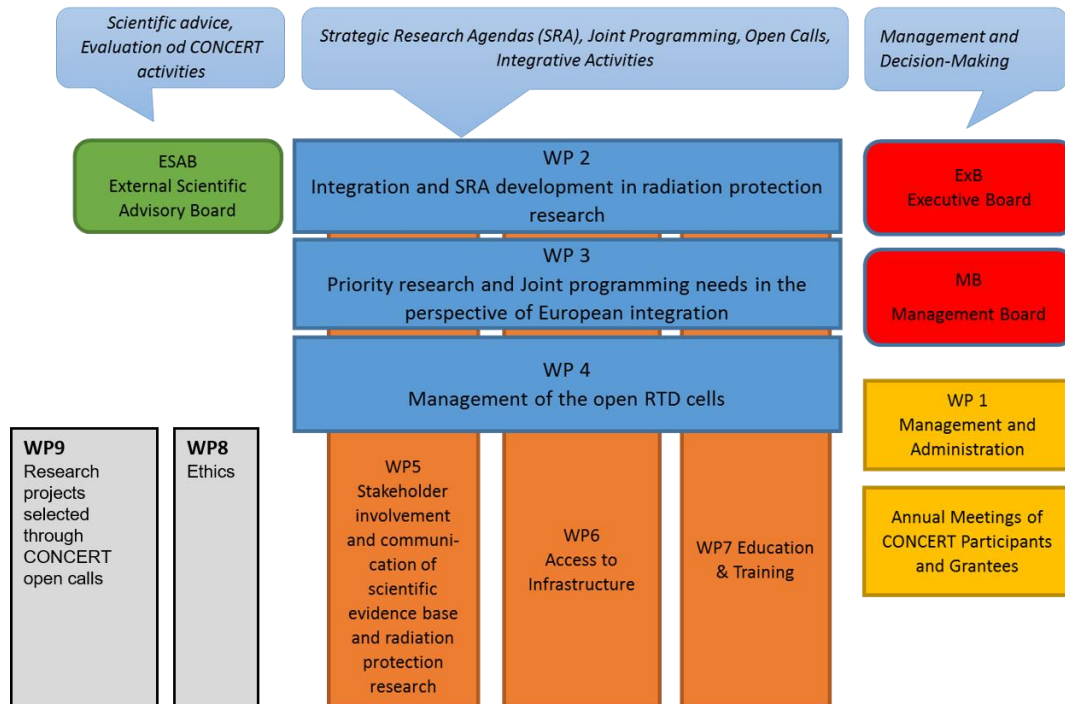 Scientific advice,
Evaluation od CONCERT
activities
Strategic Research Agendas (SRA), Joint Programming, Open Calls,
Integrative Activities
Management and
Decision-Making
ESAB
External Scientific
Advisory Board
WP 2
Integration and SRA development in radiation protection
research
ExB
Executive Board
WP 3
Priority research and Joint programming needs in the
perspective of European integration
MB
Management Board
WP 4
Management of the open RTD cells
WP 1
Management and
Administration
WP9
Research
projects
selected
through
CONCERT
open calls
WP8
Ethics
WP5
Stakeholder
involvement
and communi-
cation of
scientific
evidence base
and radiation
protection
research
WP6
Access to
Infrastructure
WP7 Education
& Training
Annual Meetings of
CONCERT Participants
and Grantees